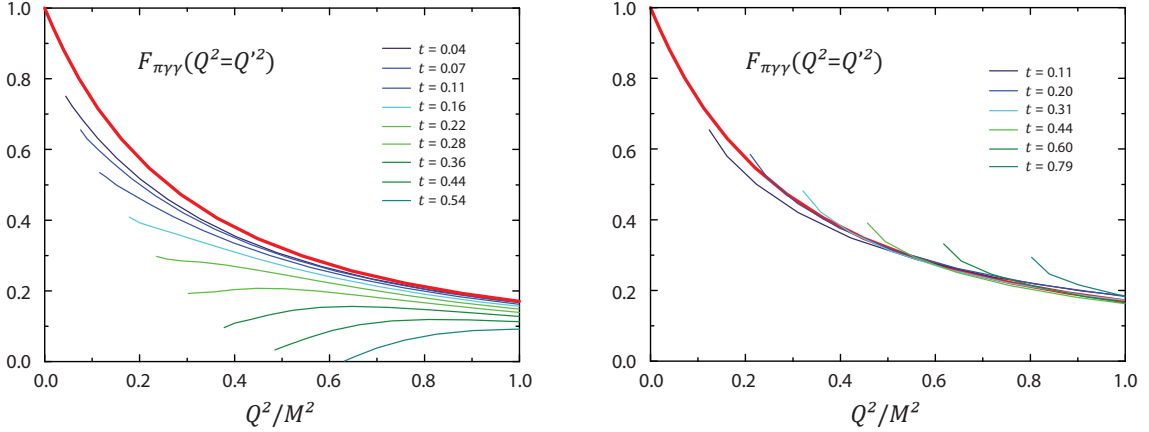 1.0
0.8
0.6
0.4
0.2
0.0
F_πγγ(Q²=Q'²)
t = 0.04
t = 0.07
t = 0.11
t = 0.16
t = 0.22
t = 0.28
t = 0.36
t = 0.44
t = 0.54
0.0 0.2 0.4 0.6 0.8 1.0
Q²/M²
1.0
0.8
0.6
0.4
0.2
0.0
F_πγγ(Q²=Q'²)
t = 0.11
t = 0.20
t = 0.31
t = 0.44
t = 0.60
t = 0.79
0.0 0.2 0.4 0.6 0.8 1.0
Q²/M²